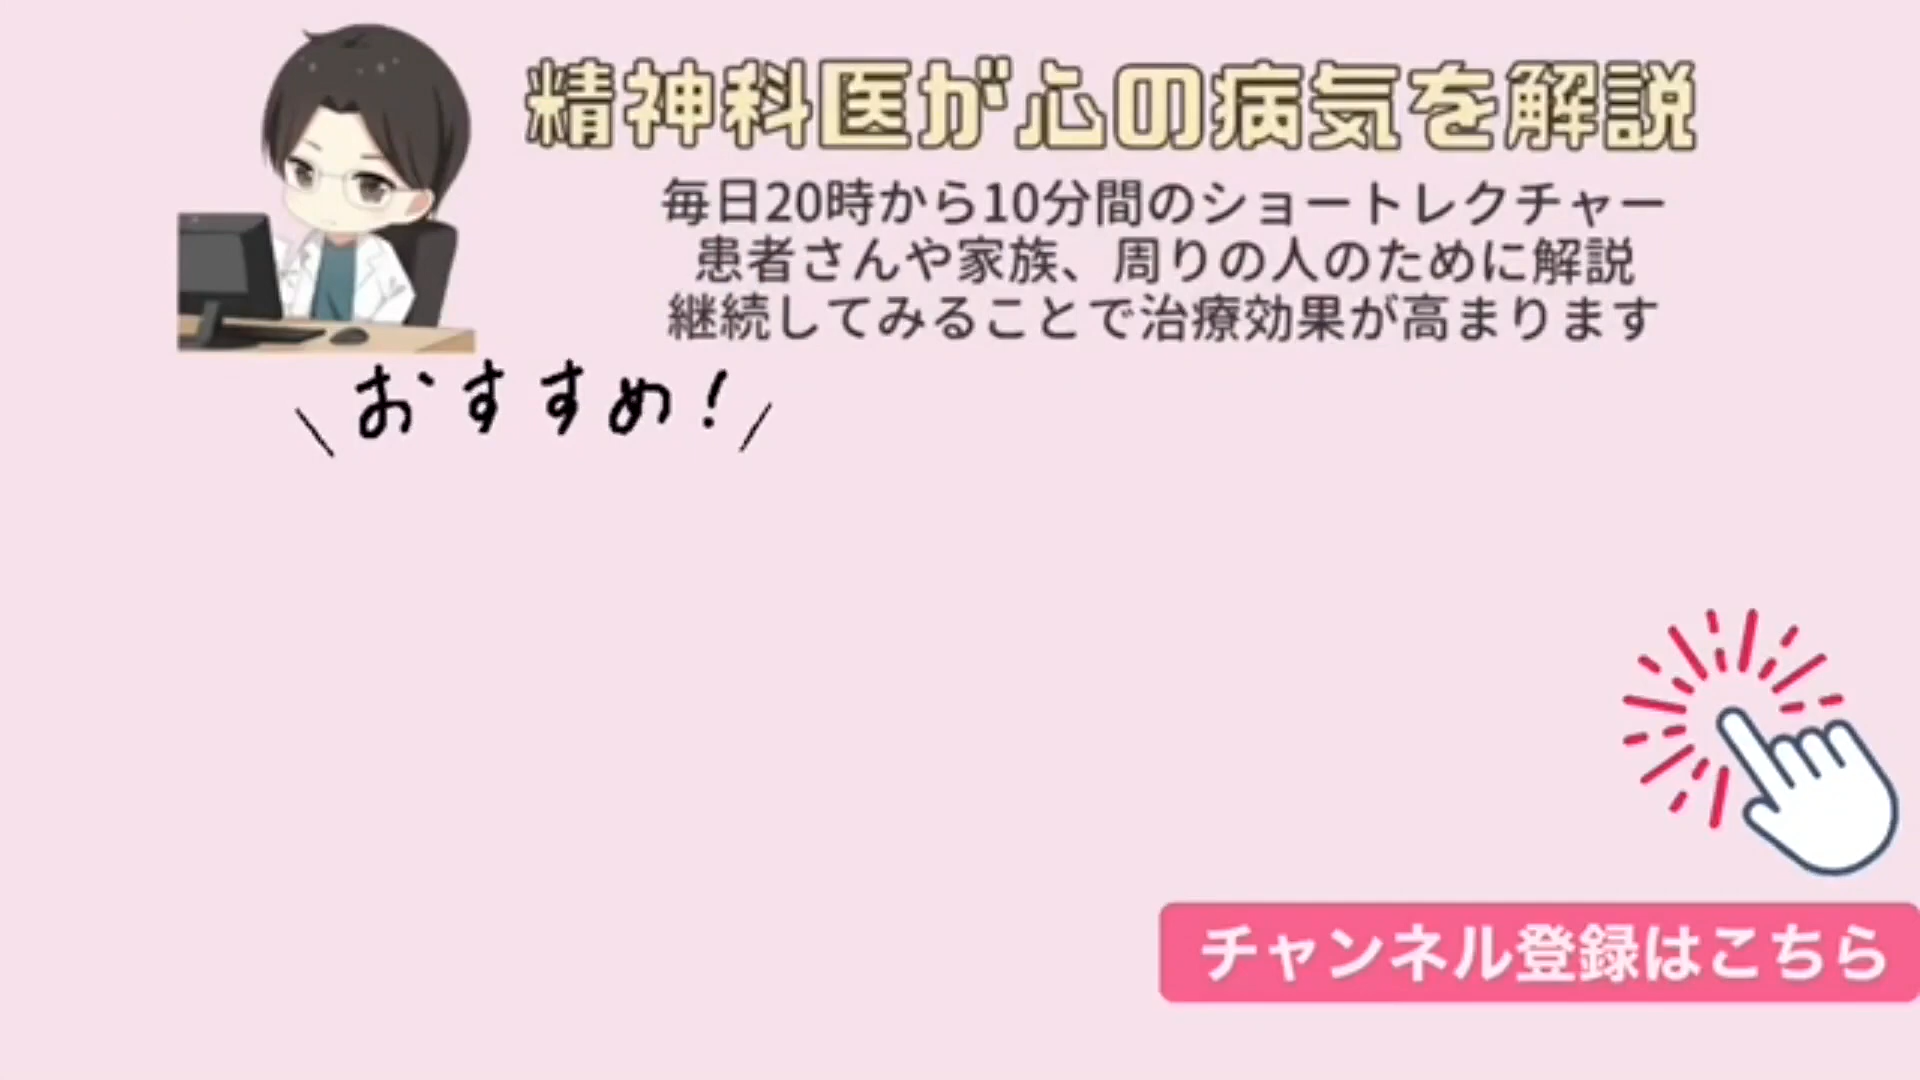 精神科医が心の病気を解説
毎日20時から10分間のショートレクチャー
患者さんや家族、周りの人のために解説
継続してみることで治療効果が高まります
おすすめ!
チャンネル登録はこちら